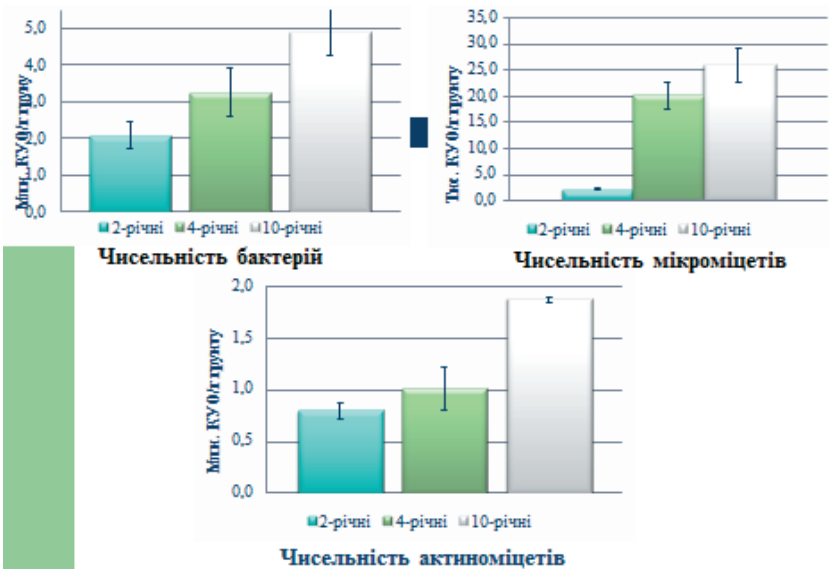 5,0
4,0
3,0
2,0
1,0
0,0
Млн. КУО/г грунту
2-річні 4-річні 10-річні
Чисельність бактерій
35,0
30,0
25,0
20,0
15,0
10,0
5,0
0,0
Тис. КУО/г грунту
2-річні 4-річні 10-річні
Чисельність мікроміцетів
2,0
1,5
1,0
0,5
0,0
Млн. КУО/г грунту
2-річні 4-річні 10-річні
Чисельність актиноміцетів